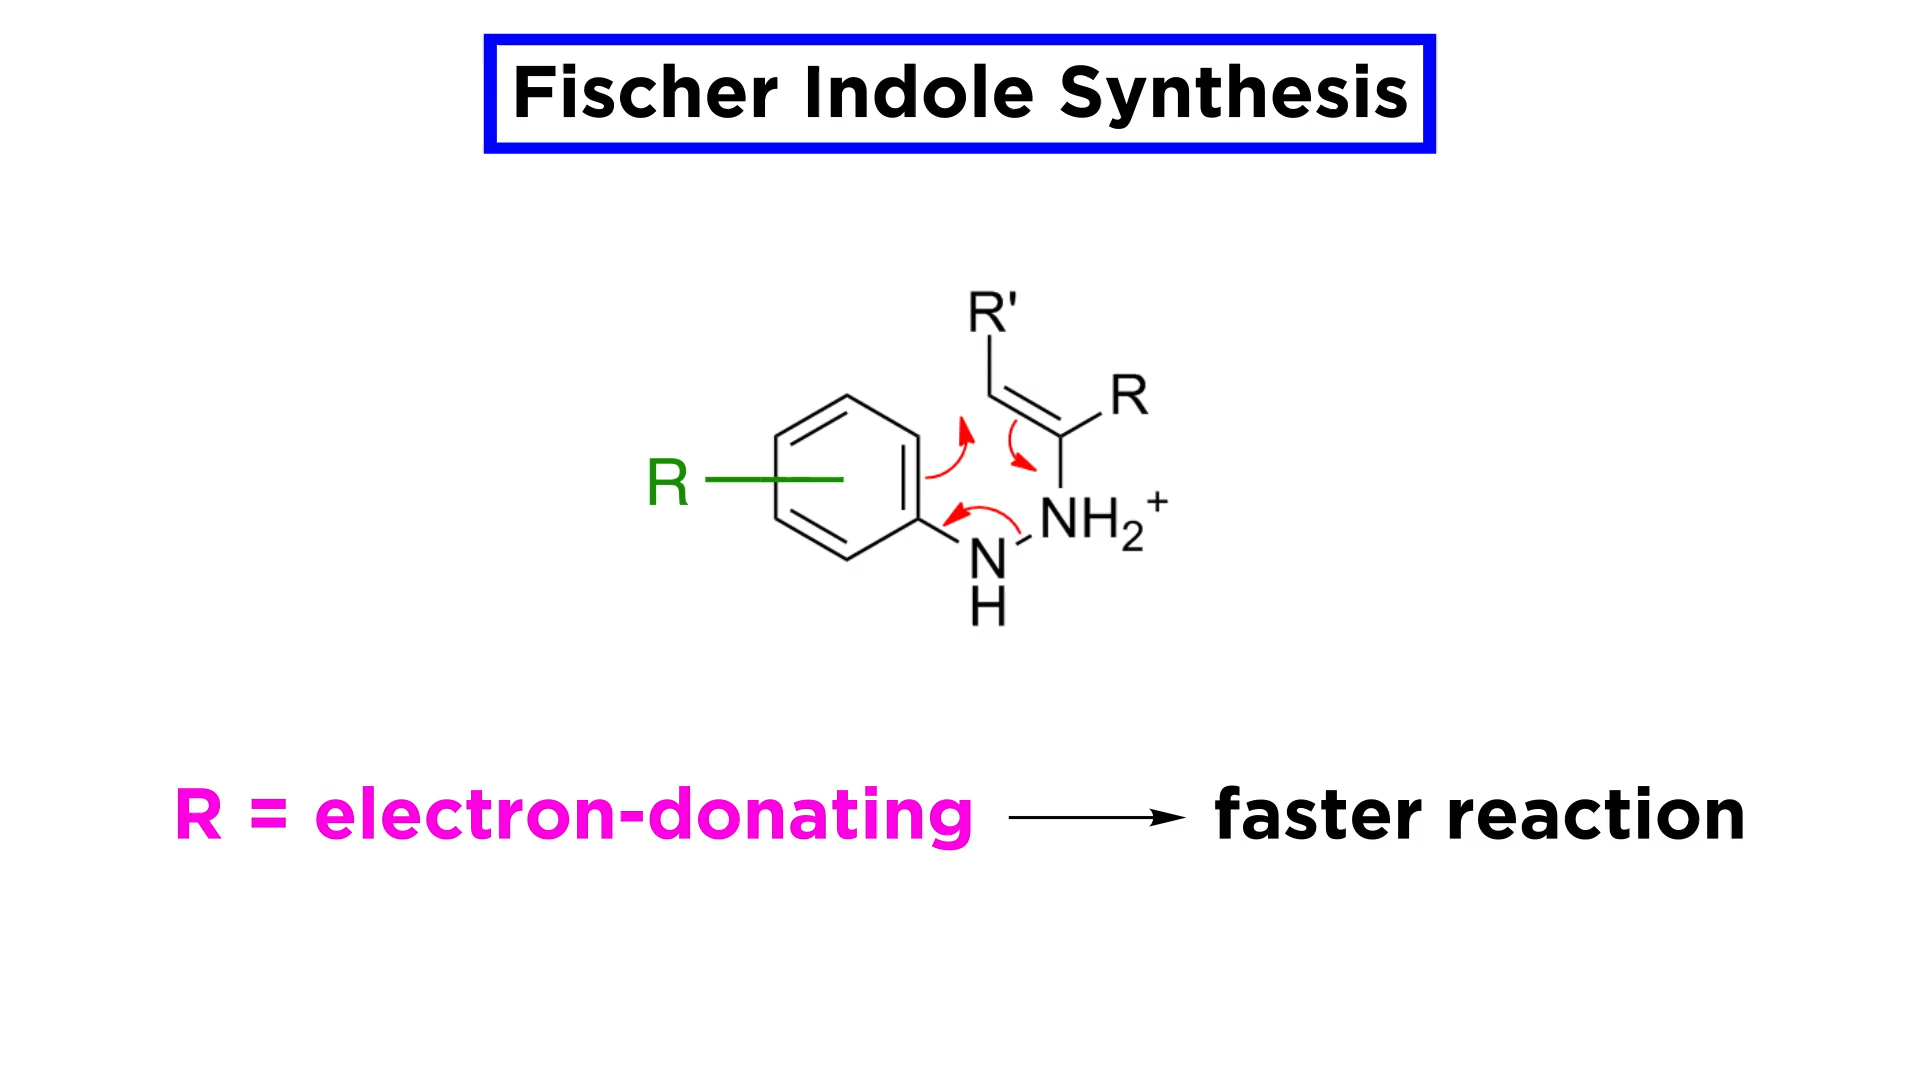 Fischer Indole Synthesis
R'
R
R
NH₂⁺
N
H
R = electron-donating ⟶ faster reaction